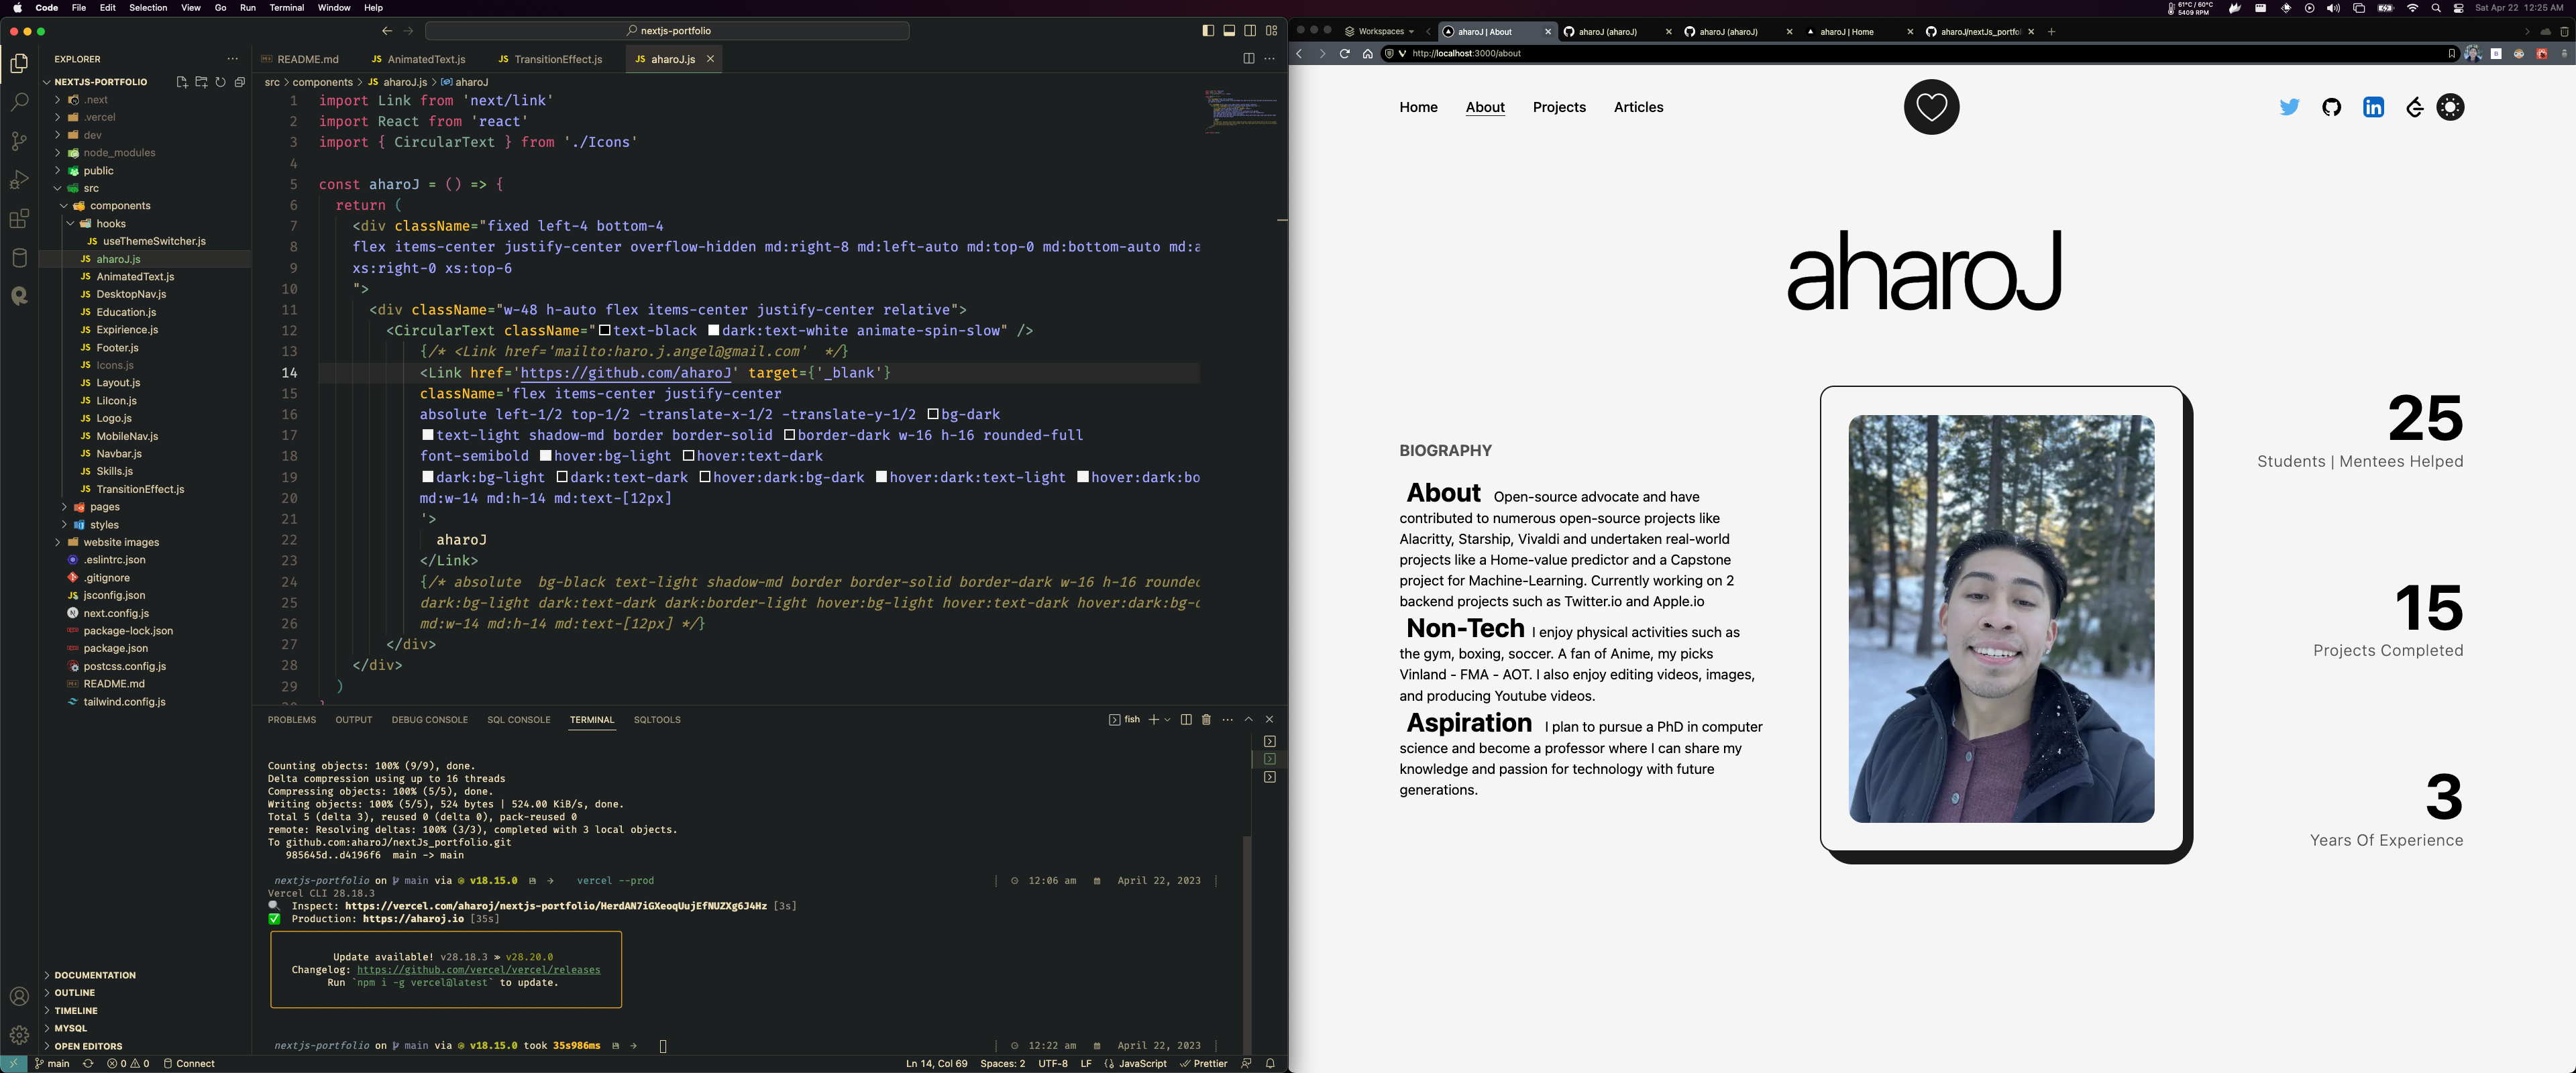 Code File Edit Selection View Go Run Terminal Window Help
61°C / 60°C
5409 RPM
Sat Apr 22 12:25 AM
nextjs-portfolio
EXPLORER
NEXTJS-PORTFOLIO
.next
.vercel
dev
node_modules
public
src
components
hooks
useThemeSwitcher.js
aharoJ.js
AnimatedText.js
DesktopNav.js
Education.js
Expirience.js
Footer.js
Icons.js
Layout.js
LiIcon.js
Logo.js
MobileNav.js
Navbar.js
Skills.js
TransitionEffect.js
pages
styles
website images
.eslintrc.json
.gitignore
jsconfig.json
next.config.js
package-lock.json
package.json
postcss.config.js
README.md
tailwind.config.js
DOCUMENTATION
OUTLINE
TIMELINE
MYSQL
OPEN EDITORS
README.md AnimatedText.js TransitionEffect.js aharoJ.js
src > components > JS aharoJ.js > aharoJ
1 import Link from 'next/link'
2 import React from 'react'
3 import { CircularText } from './Icons'
4
5 const aharoJ = () => {
6 return (
7 <div className="fixed left-4 bottom-4
8 flex items-center justify-center overflow-hidden md:right-8 md:left-auto md:top-0 md:bottom-auto md:a
9 xs:right-0 xs:top-6
10 ">
11 <div className="w-48 h-auto flex items-center justify-center relative">
12 <CircularText className="text-black dark:text-white animate-spin-slow" />
13 {/* <Link href='mailto:haro.j.angel@gmail.com' */}
14 <Link href='https://github.com/aharoJ' target={'_blank'}
15 className='flex items-center justify-center
16 absolute left-1/2 top-1/2 -translate-x-1/2 -translate-y-1/2 bg-dark
17 text-light shadow-md border border-solid border-dark w-16 h-16 rounded-full
18 font-semibold hover:bg-light hover:text-dark
19 dark:bg-light dark:text-dark hover:dark:bg-dark hover:dark:text-light hover:dark:bo
20 md:w-14 md:h-14 md:text-[12px]
21 '>
22 aharoJ
23 </Link>
24 {/* absolute bg-black text-light shadow-md border border-solid border-dark w-16 h-16 rounded
25 dark:bg-light dark:text-dark dark:border-light hover:bg-light hover:text-dark hover:dark:bg-d
26 md:w-14 md:h-14 md:text-[12px] */}
27 </div>
28 </div>
29 )
PROBLEMS OUTPUT DEBUG CONSOLE SQL CONSOLE TERMINAL SQLTOOLS
fish
Counting objects: 100% (9/9), done.
Delta compression using up to 16 threads
Compressing objects: 100% (5/5), done.
Writing objects: 100% (5/5), 524 bytes | 524.00 KiB/s, done.
Total 5 (delta 3), reused 0 (delta 0), pack-reused 0
remote: Resolving deltas: 100% (3/3), completed with 3 local objects.
To github.com:aharoJ/nextJs_portfolio.git
985645d..d4196f6 main -> main
nextjs-portfolio on main via v18.15.0 → vercel --prod | 12:06 am April 22, 2023 |
Vercel CLI 28.18.3
Inspect: https://vercel.com/aharoj/nextjs-portfolio/HerdAN7iGXeoqUujEfNUZXg6J4Hz [3s]
Production: https://aharoj.io [35s]
Update available! v28.18.3 ≫ v28.20.0
Changelog: https://github.com/vercel/vercel/releases
Run `npm i -g vercel@latest` to update.
nextjs-portfolio on main via v18.15.0 took 35s986ms → | 12:22 am April 22, 2023 |
main 0 0 Connect
Ln 14, Col 69 Spaces: 2 UTF-8 LF JavaScript Prettier
Workspaces aharoJ | About aharoJ (aharoJ) aharoJ (aharoJ) aharoJ | Home aharoJ/nextJs_portfol
http://localhost:3000/about
Home About Projects Articles
aharoJ
BIOGRAPHY
About Open-source advocate and have
contributed to numerous open-source projects like
Alacritty, Starship, Vivaldi and undertaken real-world
projects like a Home-value predictor and a Capstone
project for Machine-Learning. Currently working on 2
backend projects such as Twitter.io and Apple.io
Non-Tech I enjoy physical activities such as
the gym, boxing, soccer. A fan of Anime, my picks
Vinland - FMA - AOT. I also enjoy editing videos, images,
and producing Youtube videos.
Aspiration I plan to pursue a PhD in computer
science and become a professor where I can share my
knowledge and passion for technology with future
generations.
25
Students | Mentees Helped
15
Projects Completed
3
Years Of Experience